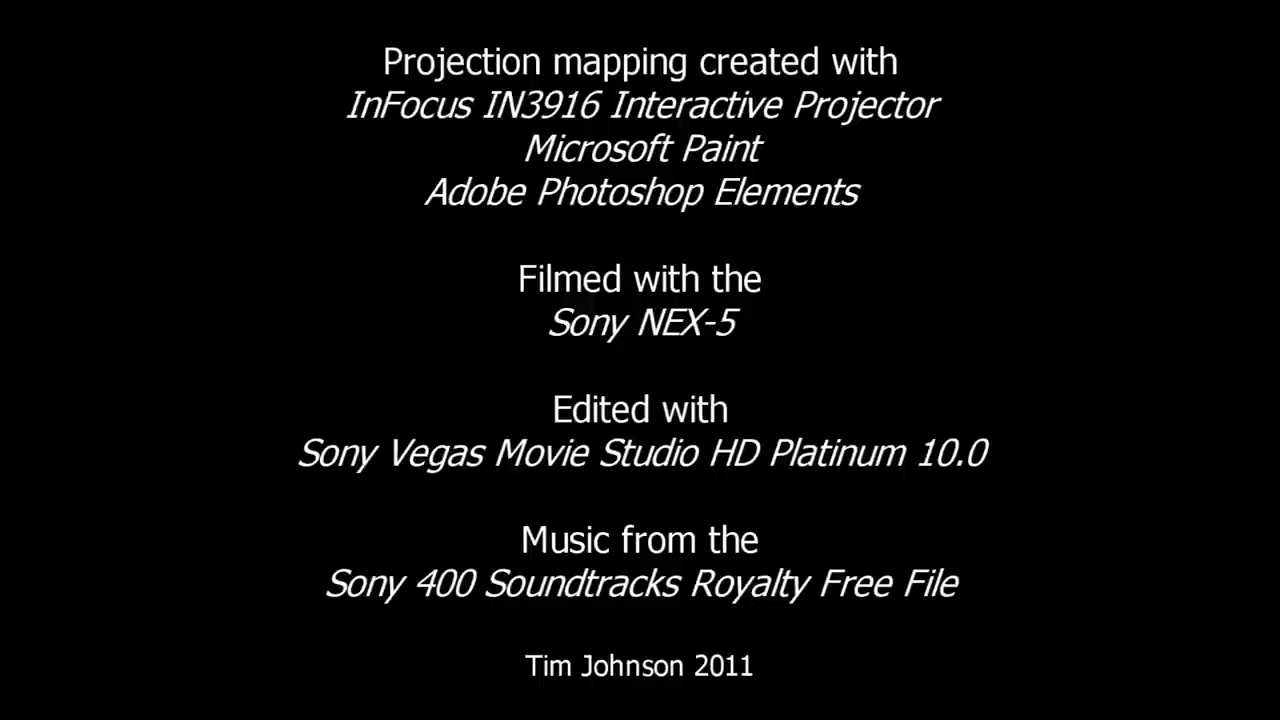 Projection mapping created with
InFocus IN3916 Interactive Projector
Microsoft Paint
Adobe Photoshop Elements
Filmed with the
Sony NEX-5
Edited with
Sony Vegas Movie Studio HD Platinum 10.0
Music from the
Sony 400 Soundtracks Royalty Free File
Tim Johnson 2011